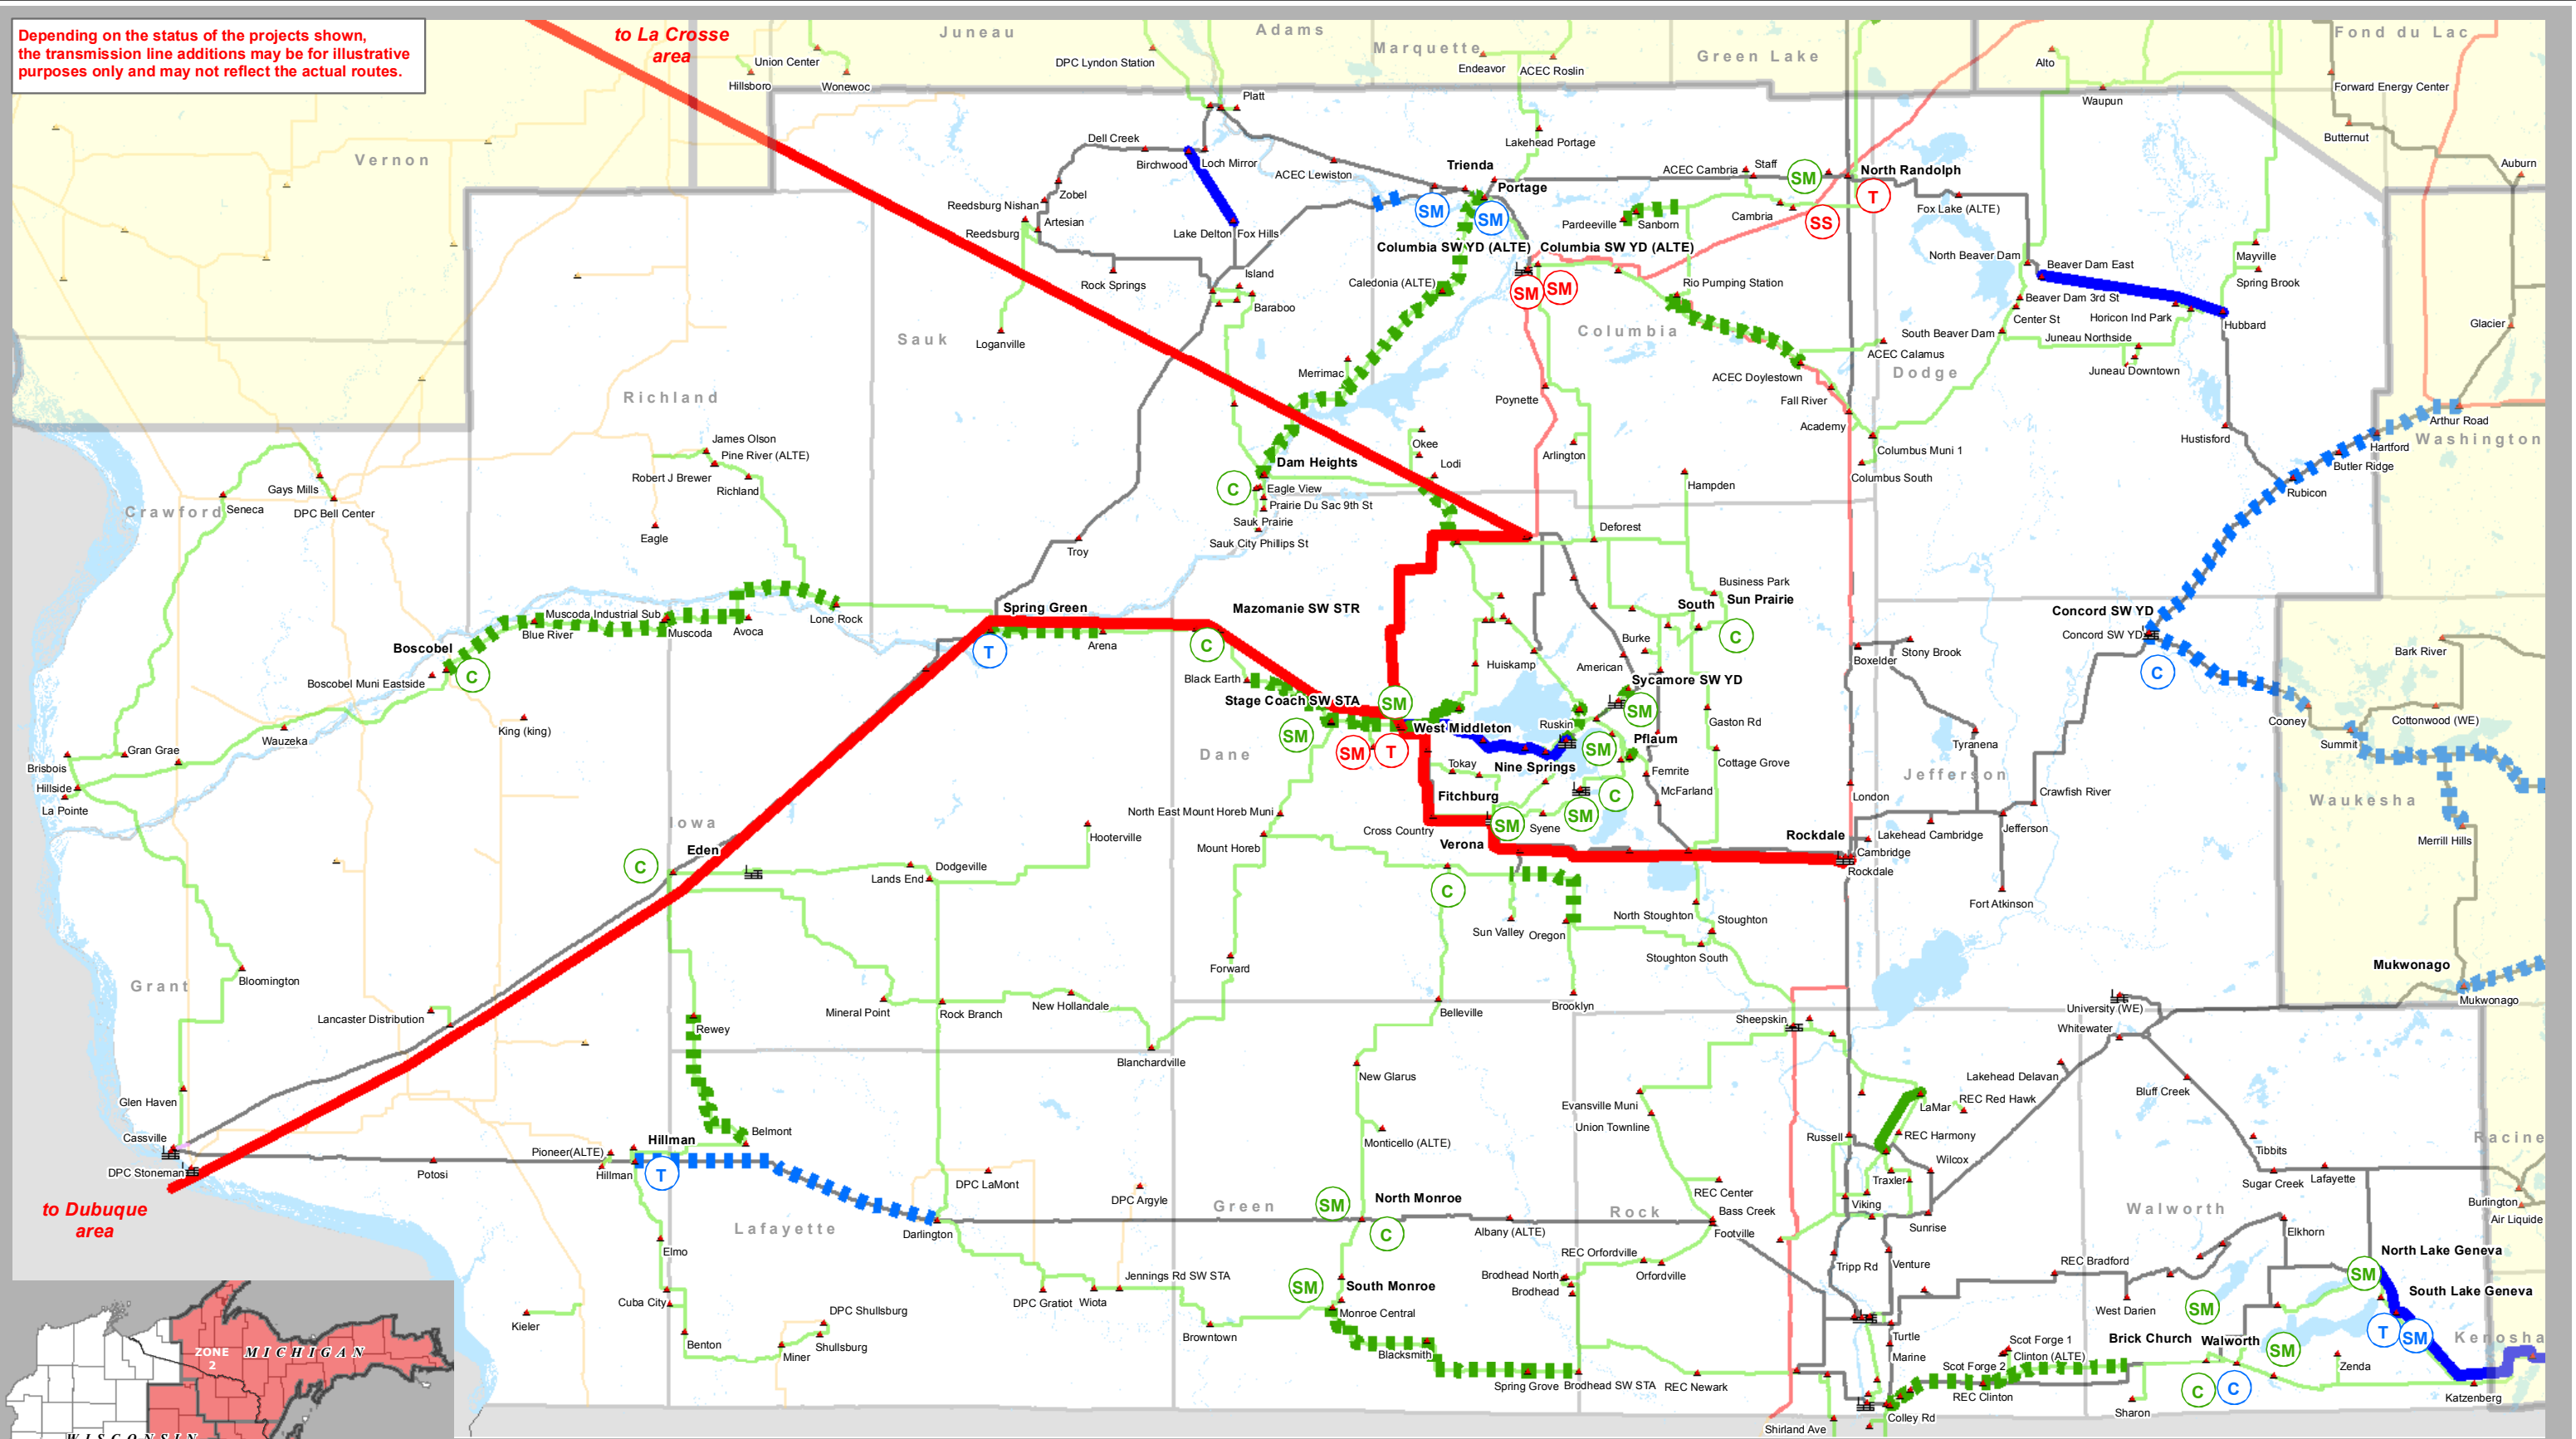 Depending on the status of the projects shown,
the transmission line additions may be for illustrative
purposes only and may not reflect the actual routes.
to La Crosse
area
Juneau
Adams
Marquette
Green Lake
Fond du Lac
Union Center
Hillsboro
Wonewoc
DPC Lyndon Station
Endeavor
ACEC Roslin
Alto
Waupun
Forward Energy Center
Butternut
Auburn
Platt
Vernon
Dell Creek
Birchwood
Loch Mirror
Lakehead Portage
ACEC Lewiston
Trienda
Portage
ACEC Cambria
Staff
SM
North Randolph
T
Zobel
Reedsburg Nishan
Artesian
Reedsburg
Lake Delton
Fox Hills
SM
SM
Pardeeville
Sanborn
Cambria
SS
Fox Lake (ALTE)
Columbia SW YD (ALTE)
Columbia SW YD (ALTE)
North Beaver Dam
Beaver Dam East
Mayville
Spring Brook
Rock Springs
Island
Baraboo
Caledonia (ALTE)
SM
SM
Rio Pumping Station
Beaver Dam 3rd St
Center St
Horicon Ind Park
Hubbard
Glacier
Sauk
Loganville
Columbia
South Beaver Dam
Juneau Northside
ACEC Calamus
Juneau Downtown
Dodge
Merrimac
Poynette
ACEC Doylestown
Fall River
Academy
Richland
Arthur Road
Washington
Hartford
Hustisford
Butler Ridge
Rubicon
James Olson
Pine River (ALTE)
Robert J Brewer
Richland
Okee
Lodi
Arlington
Columbus Muni 1
Columbus South
Hampden
Dam Heights
C
Eagle View
Prairie Du Sac 9th St
Sauk Prairie
Sauk City Phillips St
Gays Mills
Seneca
DPC Bell Center
Crawford
Eagle
Troy
Deforest
Business Park
Sun Prairie
South
C
Spring Green
Mazomanie SW STR
Concord SW YD
Concord SW YD
C
Muscoda Industrial Sub
Blue River
Muscoda
Avoca
Lone Rock
T
Arena
C
Burke
Huiskamp
American
Boxelder
Stony Brook
Bark River
Boscobel
Boscobel Muni Eastside
C
Black Earth
Sycamore SW YD
SM
Stage Coach SW STA
SM
SM
West Middleton
SM
T
Ruskin
SM
Pflaum
Gaston Rd
Cooney
Cottonwood (WE)
Summit
King (king)
Wauzeka
Gran Grae
Brisbois
Hillside
La Pointe
Dane
Nine Springs
Tokay
Femrite
Cottage Grove
Tyranena
Jefferson
London
McFarland
C
SM
Crawfish River
Waukesha
Merrill Hills
Iowa
Eden
C
Hooterville
North East Mount Horeb Muni
Mount Horeb
Fitchburg
SM
Syene
Cross Country
Verona
Rockdale
Cambridge
Rockdale
Lakehead Cambridge
Jefferson
Fort Atkinson
Dodgeville
Lands End
C
Sun Valley
Oregon
North Stoughton
Stoughton
Stoughton South
Forward
Grant
Bloomington
Lancaster Distribution
Mineral Point
Rock Branch
New Hollandale
Belleville
Brooklyn
Sheepskin
Mukwonago
Mukwonago
University (WE)
Whitewater
Rewey
Blanchardville
New Glarus
Lakehead Delavan
Bluff Creek
Glen Haven
Evansville Muni
Union Townline
LaMar
REC Red Hawk
Cassville
DPC Stoneman
Potosi
Pioneer(ALTE)
Hillman
Hillman
T
Belmont
Monticello (ALTE)
Russell
REC Harmony
Wilcox
Racine
Tibbits
Sugar Creek
Lafayette
Burlington
Air Liquide
DPC LaMont
DPC Argyle
Traxler
Viking
Sunrise
REC Center
Bass Creek
Footville
Rock
Walworth
to Dubuque
area
Lafayette
Darlington
Green
SM
North Monroe
C
Albany (ALTE)
Elkhorn
North Lake Geneva
SM
South Lake Geneva
Elmo
Cuba City
Benton
Jennings Rd SW STA
DPC Gratiot
Wiota
SM
South Monroe
Monroe Central
REC Orfordville
Orfordville
Brodhead North
Brodhead
Tripp Rd
Venture
REC Bradford
West Darien
SM
T
SM
Kenosha
Kieler
DPC Shullsburg
Shullsburg
Miner
Browntown
Blacksmith
Spring Grove
Brodhead SW STA
REC Newark
Turtle
Marine
Scot Forge 1
Clinton (ALTE)
Scot Forge 2
REC Clinton
Brick Church
Walworth
SM
C
C
Zenda
Sharon
Katzenberg
Colley Rd
Shirland Ave
ZONE
2
MICHIGAN
WISCONSIN